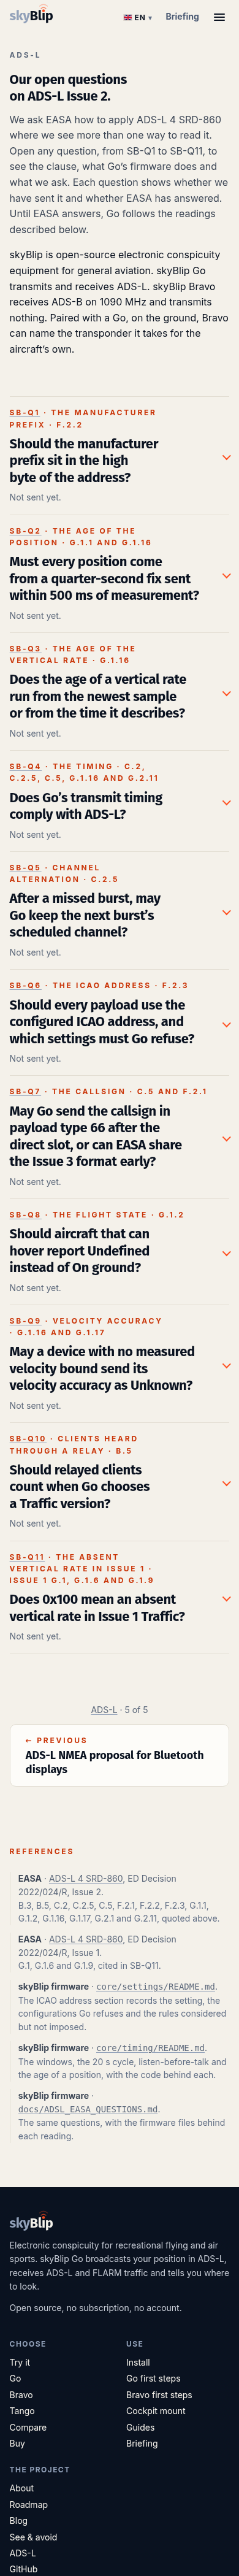 skyBlip
🇬🇧 EN ▾
Briefing
ADS-L
Our open questions
on ADS-L Issue 2.
We ask EASA how to apply ADS-L 4 SRD-860
where we see more than one way to read it.
Open any question, from SB-Q1 to SB-Q11, to
see the clause, what Go's firmware does and
what we ask. Each question shows whether we
have sent it and whether EASA has answered.
Until EASA answers, Go follows the readings
described below.
skyBlip is open-source electronic conspicuity
equipment for general aviation. skyBlip Go
transmits and receives ADS-L. skyBlip Bravo
receives ADS-B on 1090 MHz and transmits
nothing. Paired with a Go, on the ground, Bravo
can name the transponder it takes for the
aircraft's own.
SB-Q1 · THE MANUFACTURER
PREFIX · F.2.2
Should the manufacturer
prefix sit in the high
byte of the address?
Not sent yet.
SB-Q2 · THE AGE OF THE
POSITION · G.1.1 AND G.1.16
Must every position come
from a quarter-second fix sent
within 500 ms of measurement?
Not sent yet.
SB-Q3 · THE AGE OF THE
VERTICAL RATE · G.1.16
Does the age of a vertical rate
run from the newest sample
or from the time it describes?
Not sent yet.
SB-Q4 · THE TIMING · C.2,
C.2.5, C.5, G.1.16 AND G.2.11
Does Go's transmit timing
comply with ADS-L?
Not sent yet.
SB-Q5 · CHANNEL
ALTERNATION · C.2.5
After a missed burst, may
Go keep the next burst's
scheduled channel?
Not sent yet.
SB-Q6 · THE ICAO ADDRESS · F.2.3
Should every payload use the
configured ICAO address, and
which settings must Go refuse?
Not sent yet.
SB-Q7 · THE CALLSIGN · C.5 AND F.2.1
May Go send the callsign in
payload type 66 after the
direct slot, or can EASA share
the Issue 3 format early?
Not sent yet.
SB-Q8 · THE FLIGHT STATE · G.1.2
Should aircraft that can
hover report Undefined
instead of On ground?
Not sent yet.
SB-Q9 · VELOCITY ACCURACY
· G.1.16 AND G.1.17
May a device with no measured
velocity bound send its
velocity accuracy as Unknown?
Not sent yet.
SB-Q10 · CLIENTS HEARD
THROUGH A RELAY · B.5
Should relayed clients
count when Go chooses
a Traffic version?
Not sent yet.
SB-Q11 · THE ABSENT
VERTICAL RATE IN ISSUE 1 ·
ISSUE 1 G.1, G.1.6 AND G.1.9
Does 0x100 mean an absent
vertical rate in Issue 1 Traffic?
Not sent yet.
ADS-L · 5 of 5
← PREVIOUS
ADS-L NMEA proposal for Bluetooth
displays
REFERENCES
EASA · ADS-L 4 SRD-860, ED Decision
2022/024/R, Issue 2.
B.3, B.5, C.2, C.2.5, C.5, F.2.1, F.2.2, F.2.3, G.1.1,
G.1.2, G.1.16, G.1.17, G.2.1 and G.2.11, quoted above.
EASA · ADS-L 4 SRD-860, ED Decision
2022/024/R, Issue 1.
G.1, G.1.6 and G.1.9, cited in SB-Q11.
skyBlip firmware · core/settings/README.md.
The ICAO address section records the setting, the
configurations Go refuses and the rules considered
but not imposed.
skyBlip firmware · core/timing/README.md.
The windows, the 20 s cycle, listen-before-talk and
the age of a position, with the code behind each.
skyBlip firmware ·
docs/ADSL_EASA_QUESTIONS.md.
The same questions, with the firmware files behind
each reading.
skyBlip
Electronic conspicuity for recreational flying and air
sports. skyBlip Go broadcasts your position in ADS-L,
receives ADS-L and FLARM traffic and tells you where
to look.
Open source, no subscription, no account.
CHOOSE
Try it
Go
Bravo
Tango
Compare
Buy
USE
Install
Go first steps
Bravo first steps
Cockpit mount
Guides
Briefing
THE PROJECT
About
Roadmap
Blog
See & avoid
ADS-L
GitHub